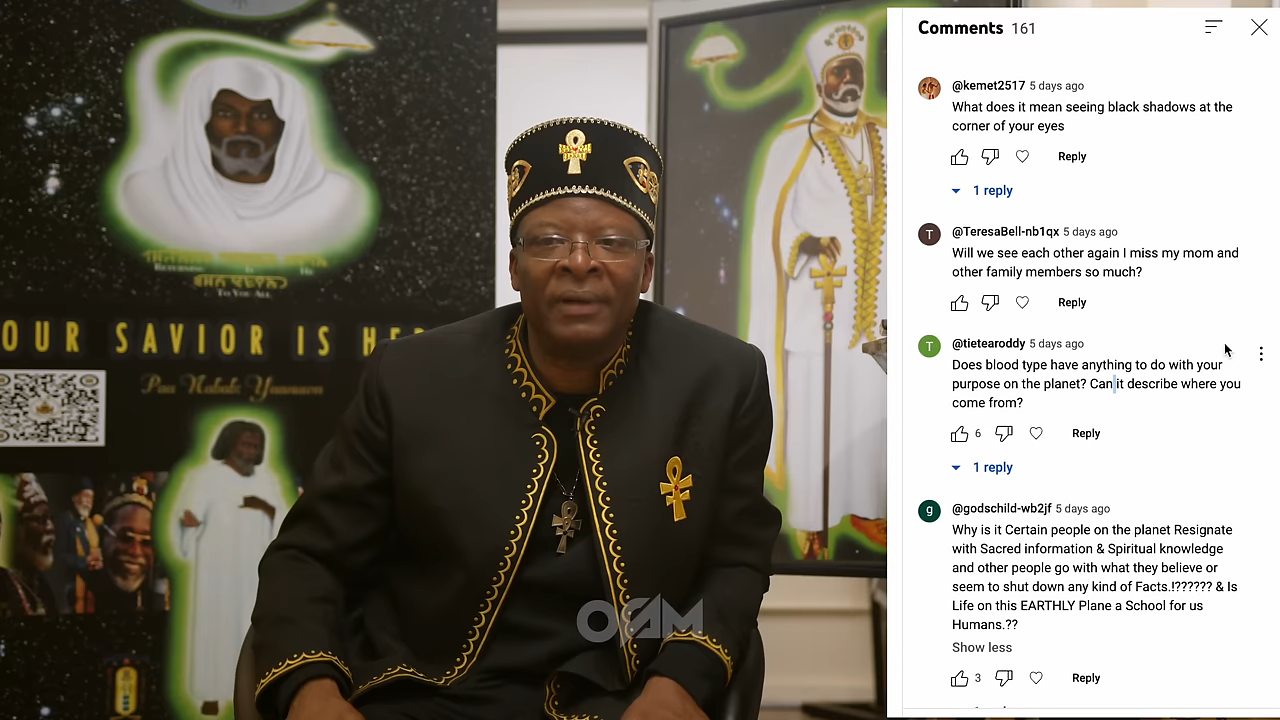 OUR SAVIOR IS HE
To You All
OSAM
Comments 161
@kemet2517 5 days ago
What does it mean seeing black shadows at the
corner of your eyes
Reply
1 reply
T
@TeresaBell-nb1qx 5 days ago
Will we see each other again I miss my mom and
other family members so much?
Reply
T
@tietearoddy 5 days ago
Does blood type have anything to do with your
purpose on the planet? Can it describe where you
come from?
6
Reply
1 reply
g
@godschild-wb2jf 5 days ago
Why is it Certain people on the planet Resignate
with Sacred information & Spiritual knowledge
and other people go with what they believe or
seem to shut down any kind of Facts.!?????? & Is
Life on this EARTHLY Plane a School for us
Humans.??
Show less
3
Reply